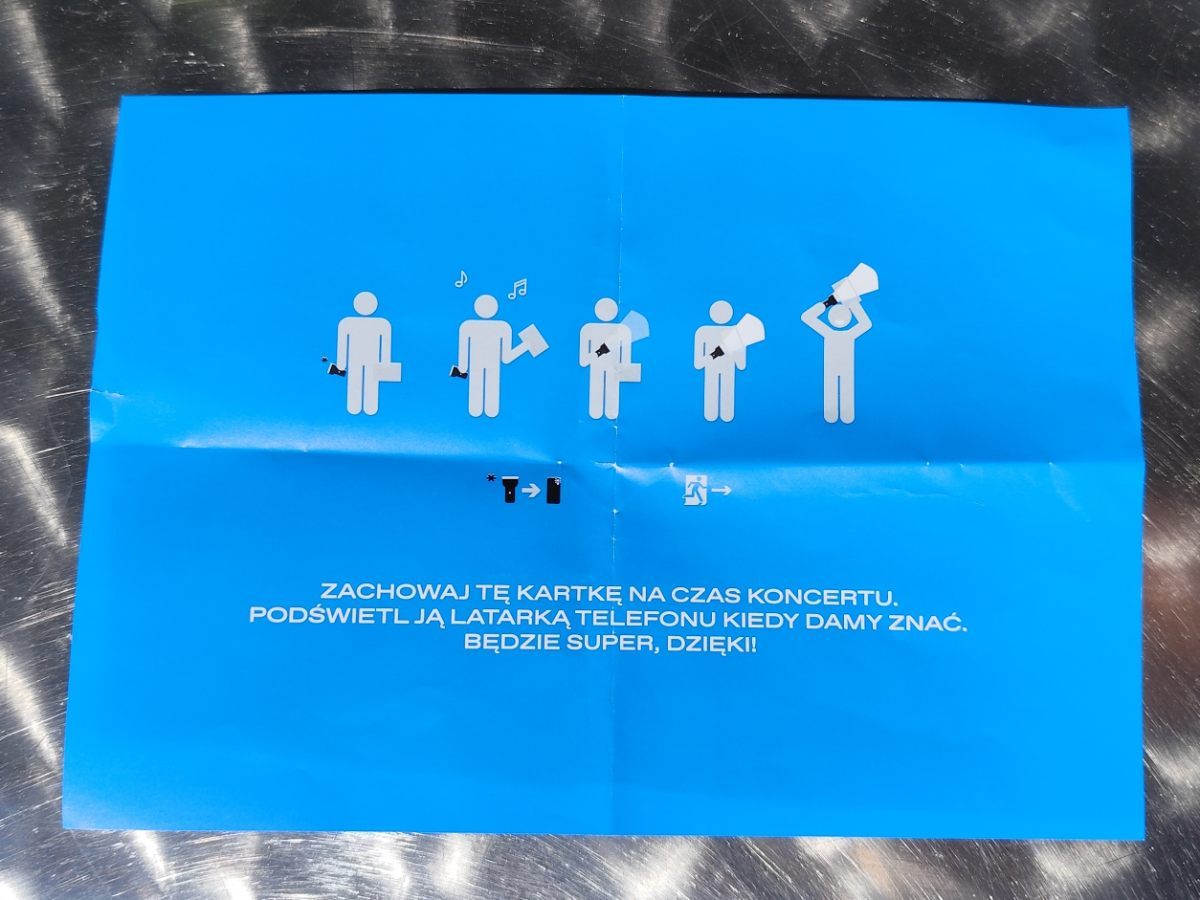 ZACHOWAJ TĘ KARTKĘ NA CZAS KONCERTU.
PODŚWIETL JĄ LATARKĄ TELEFONU KIEDY DAMY ZNAĆ.
BĘDZIE SUPER, DZIĘKI!